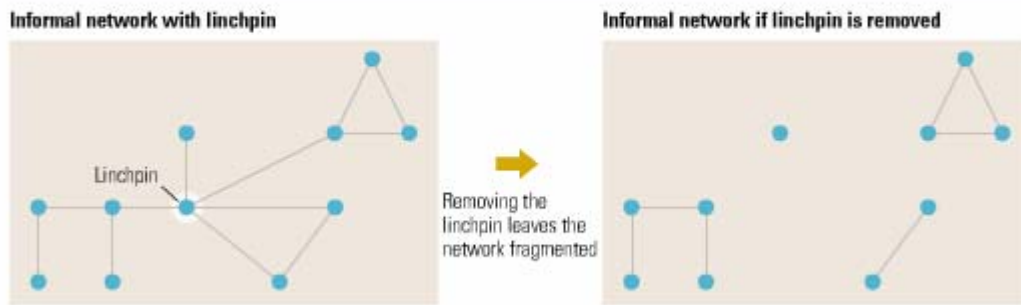 Informal network with linchpin
Informal network if linchpin is removed
Linchpin
Removing the
linchpin leaves the
network fragmented